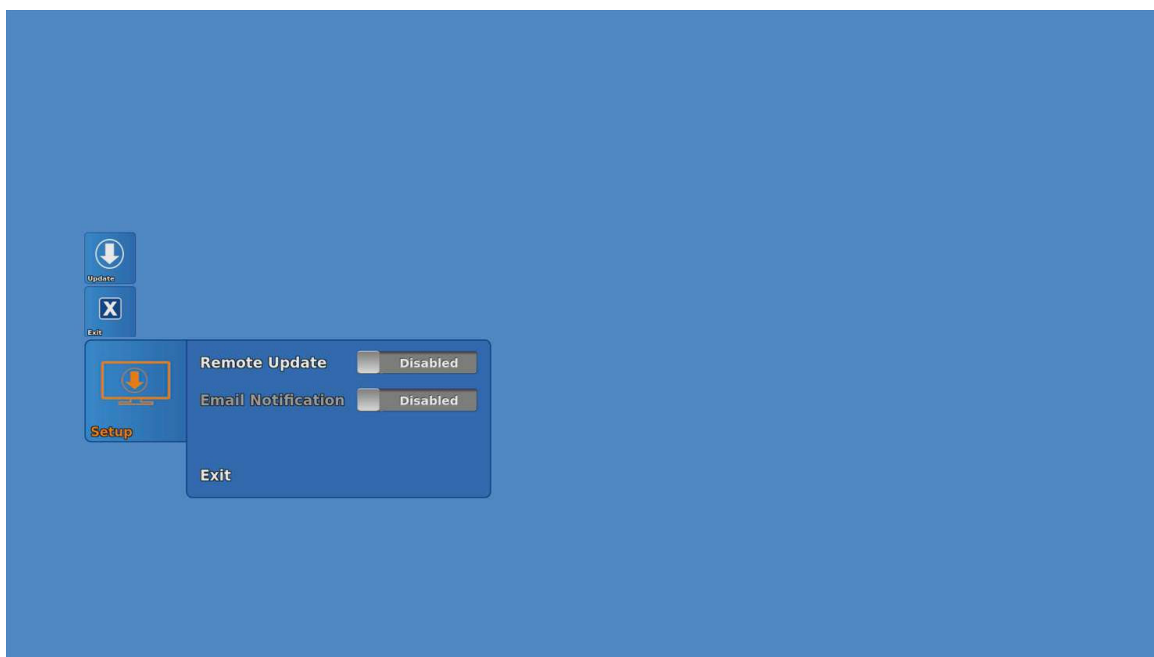 Update
X
Exit
Remote Update Disabled
Email Notification Disabled
Setup
Exit